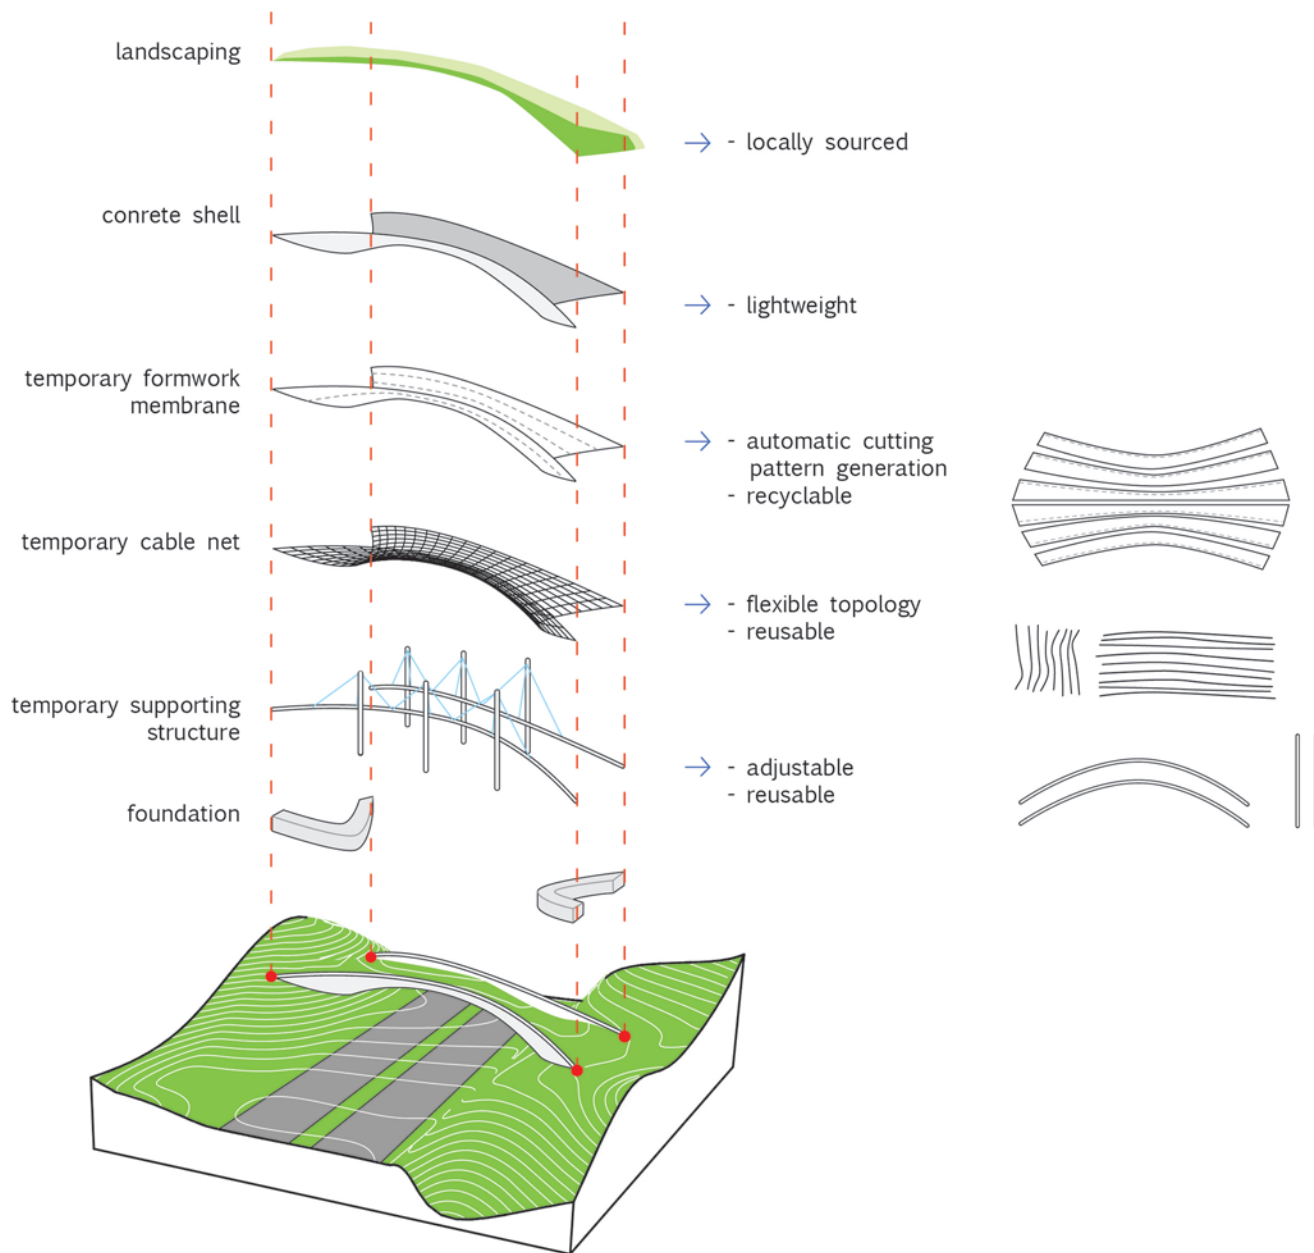 landscaping
- locally sourced
conrete shell
- lightweight
temporary formwork
membrane
- automatic cutting
pattern generation
- recyclable
temporary cable net
- flexible topology
- reusable
temporary supporting
structure
- adjustable
- reusable
foundation